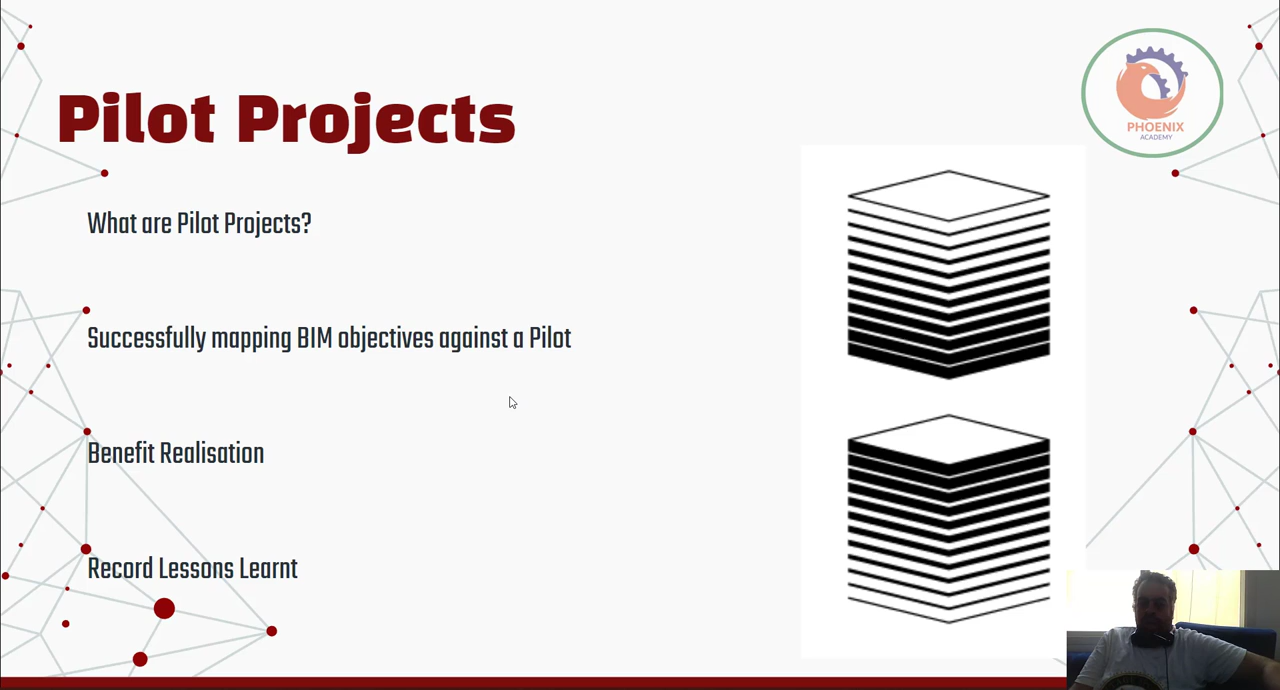 Pilot Projects
PHOENIX
ACADEMY
What are Pilot Projects?
Successfully mapping BIM objectives against a Pilot
Benefit Realisation
Record Lessons Learnt